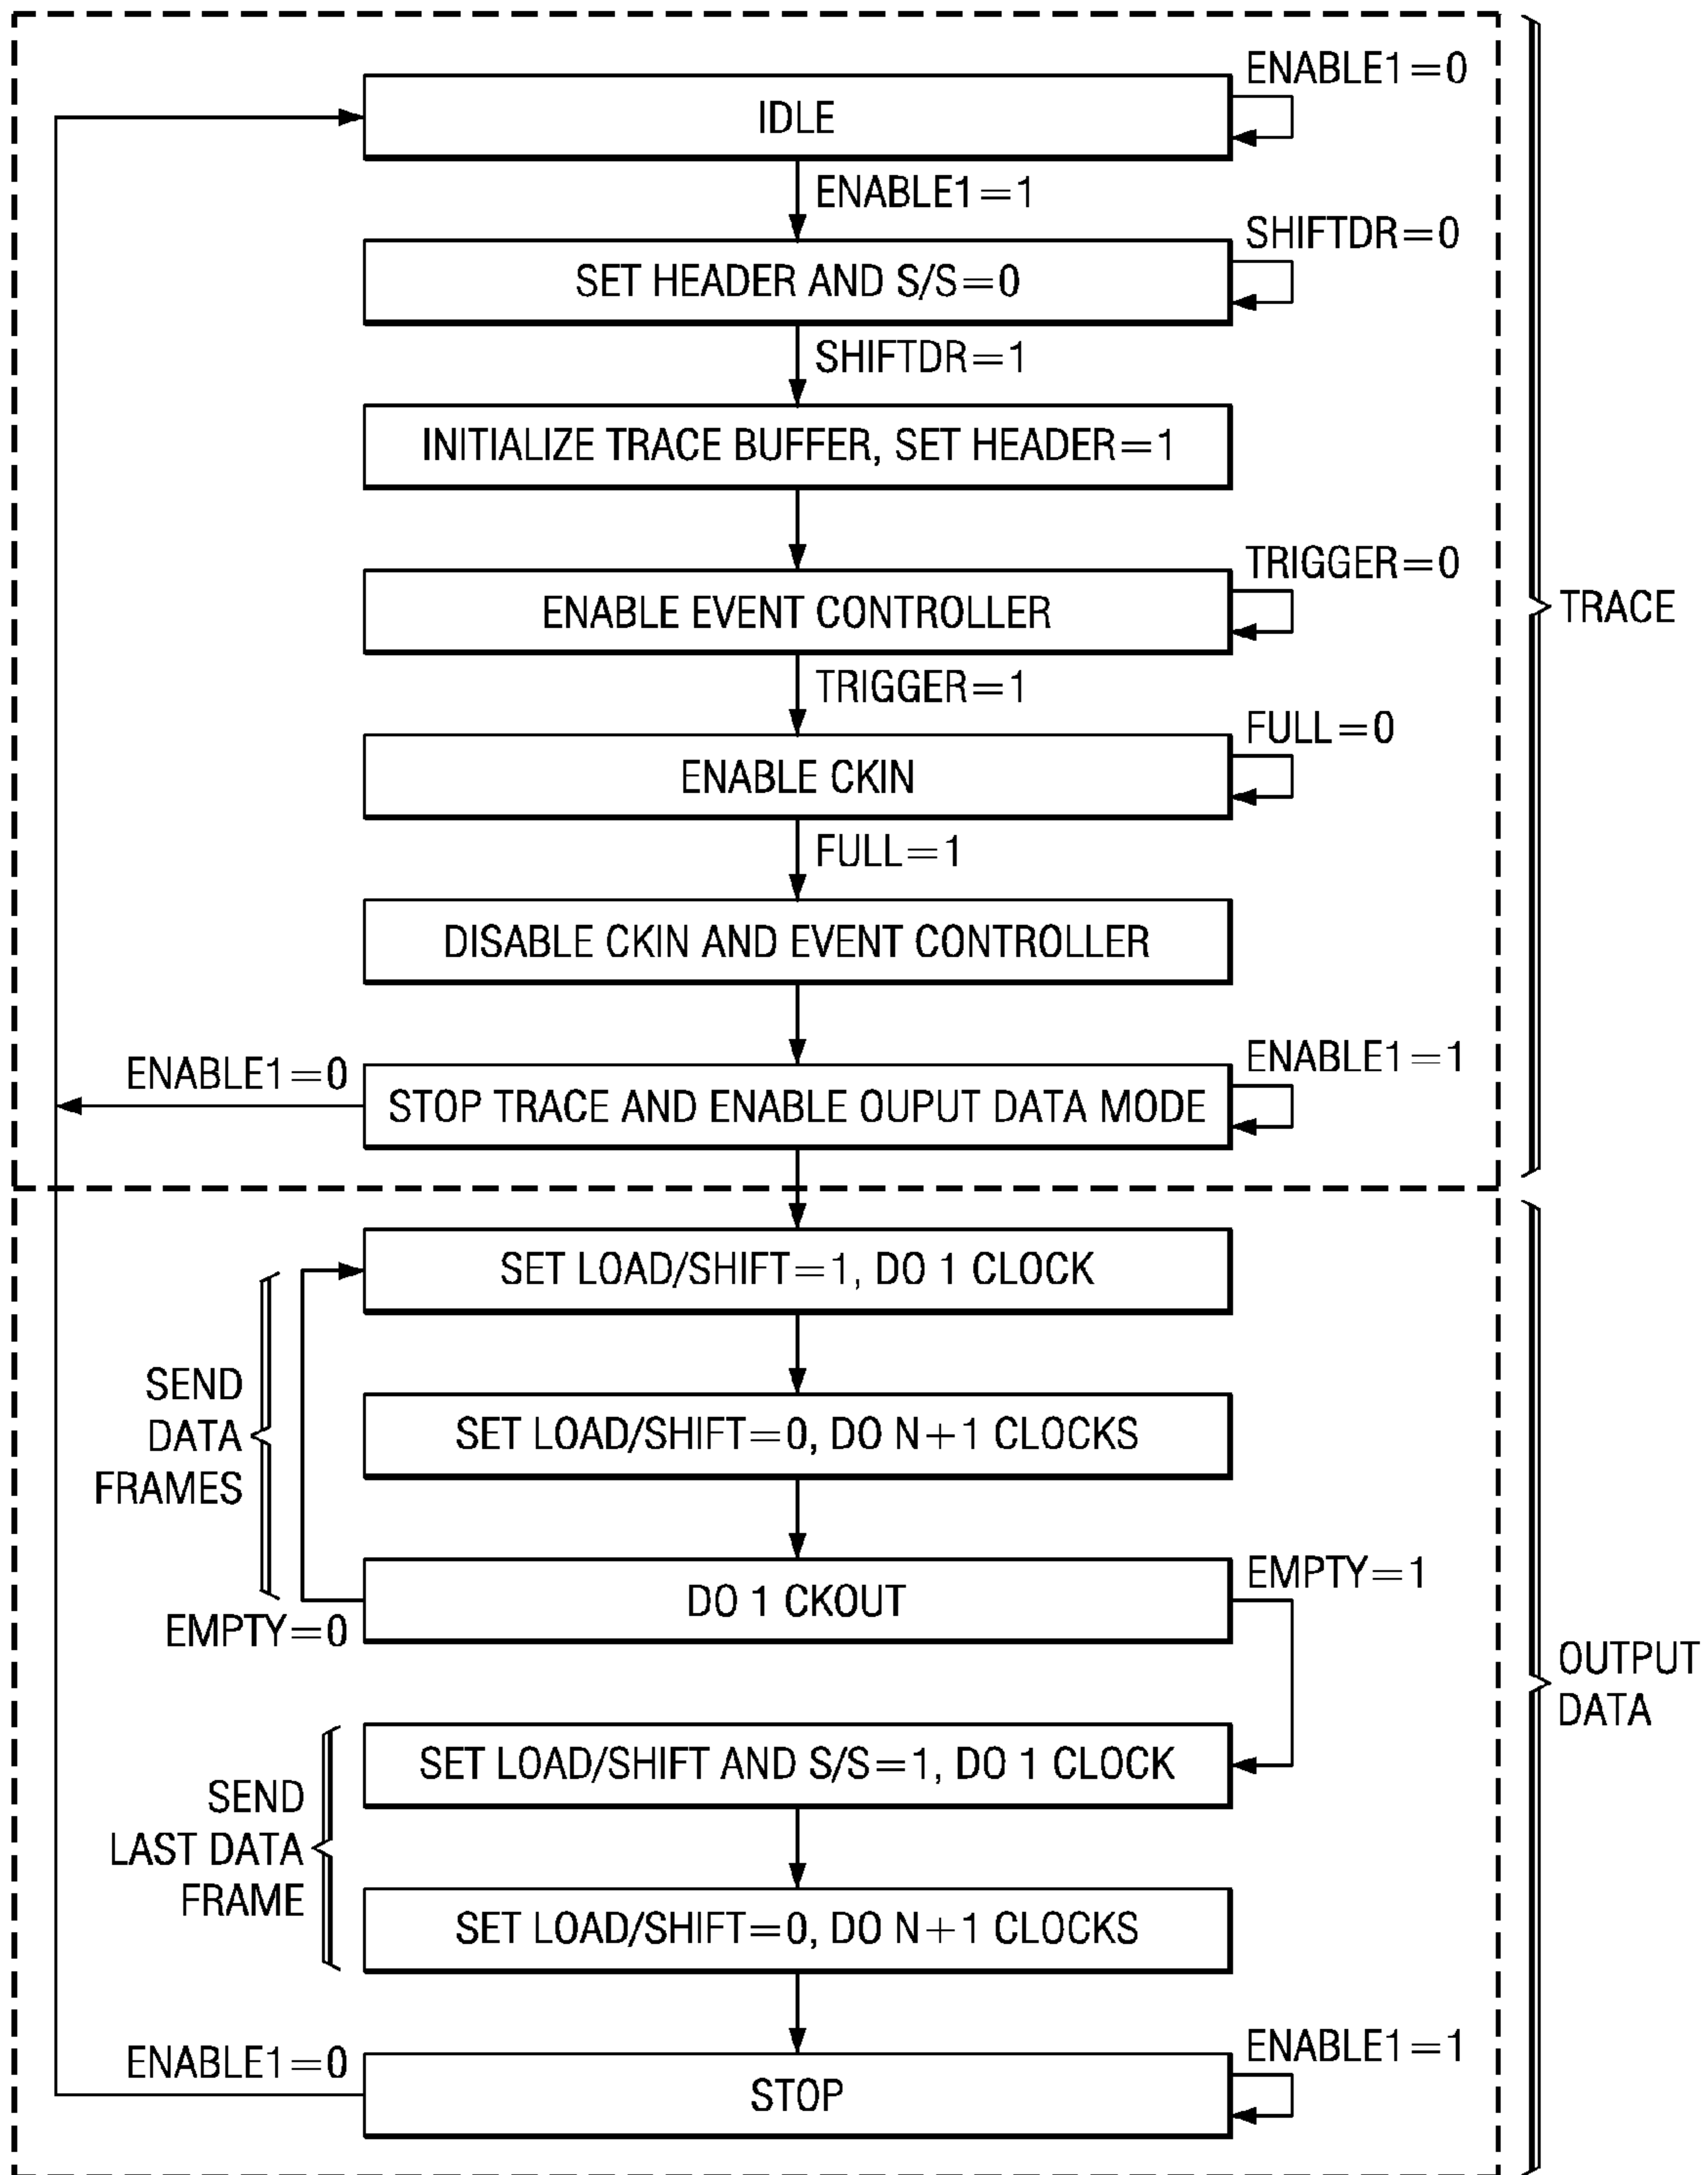 ENABLE1=0
IDLE
ENABLE1=1
SHIFTDR=0
SET HEADER AND S/S=0
SHIFTDR=1
INITIALIZE TRACE BUFFER, SET HEADER=1
TRIGGER=0
ENABLE EVENT CONTROLLER
TRACE
TRIGGER=1
FULL=0
ENABLE CKIN
FULL=1
DISABLE CKIN AND EVENT CONTROLLER
ENABLE1=0
ENABLE1=1
STOP TRACE AND ENABLE OUPUT DATA MODE
SET LOAD/SHIFT=1, DO 1 CLOCK
SEND
DATA
FRAMES
SET LOAD/SHIFT=0, DO N+1 CLOCKS
EMPTY=1
DO 1 CKOUT
EMPTY=0
OUTPUT
DATA
SET LOAD/SHIFT AND S/S=1, DO 1 CLOCK
SEND
LAST DATA
FRAME
SET LOAD/SHIFT=0, DO N+1 CLOCKS
ENABLE1=0
ENABLE1=1
STOP